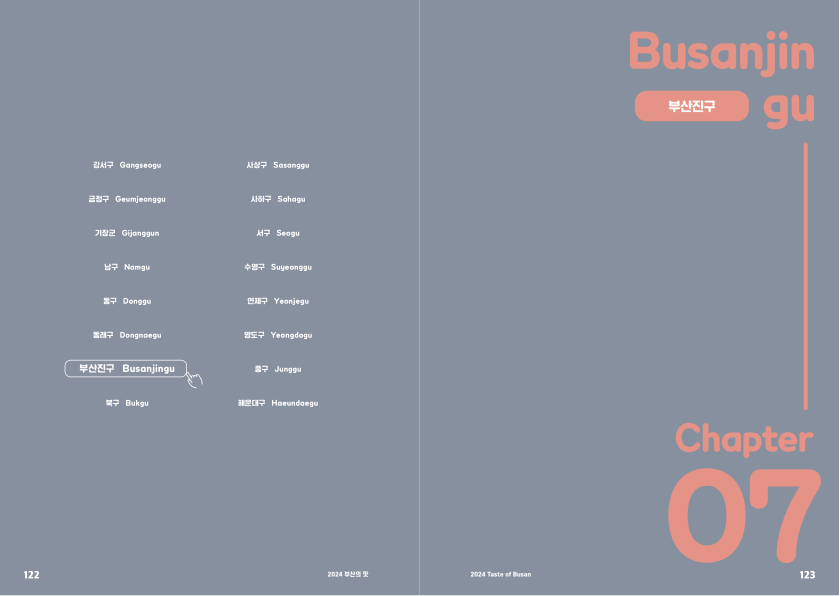 강서구 Gangseogu
금정구 Geumjeonggu
기장군 Gijanggun
남구 Namgu
동구 Donggu
동래구 Dongnaegu
부산진구 Busanjingu
북구 Bukgu
사상구 Sasanggu
사하구 Sahagu
서구 Seogu
수영구 Suyeonggu
연제구 Yeonjegu
영도구 Yeongdogu
중구 Junggu
해운대구 Haeundaegu
122
2024 부산의 맛
Busanjin
부산진구 gu
Chapter
07
2024 Taste of Busan
123